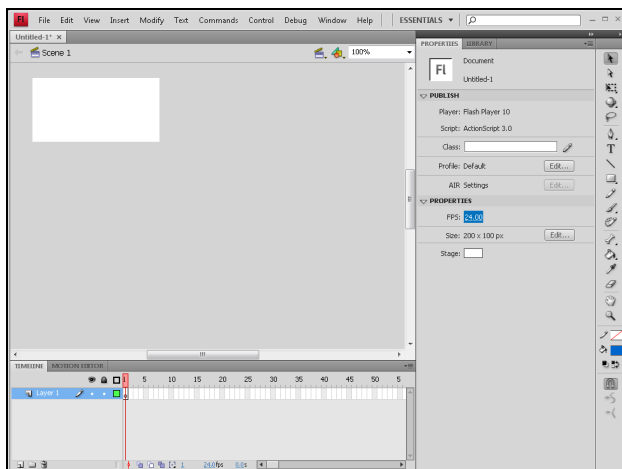 Fl File Edit View Insert Modify Text Commands Control Debug Window Help ESSENTIALS
Untitled-1* ×
Scene 1 100%
PROPERTIES LIBRARY
Fl
Document
Untitled-1
PUBLISH
Player: Flash Player 10
Script: ActionScript 3.0
Class:
Profile: Default Edit...
AIR Settings Edit...
PROPERTIES
FPS: 24.00
Size: 200 x 100 px Edit...
Stage:
TIMELINE MOTION EDITOR
1 5 10 15 20 25 30 35 40 45 50 5
Layer 1
1 24.0fps 0.0s